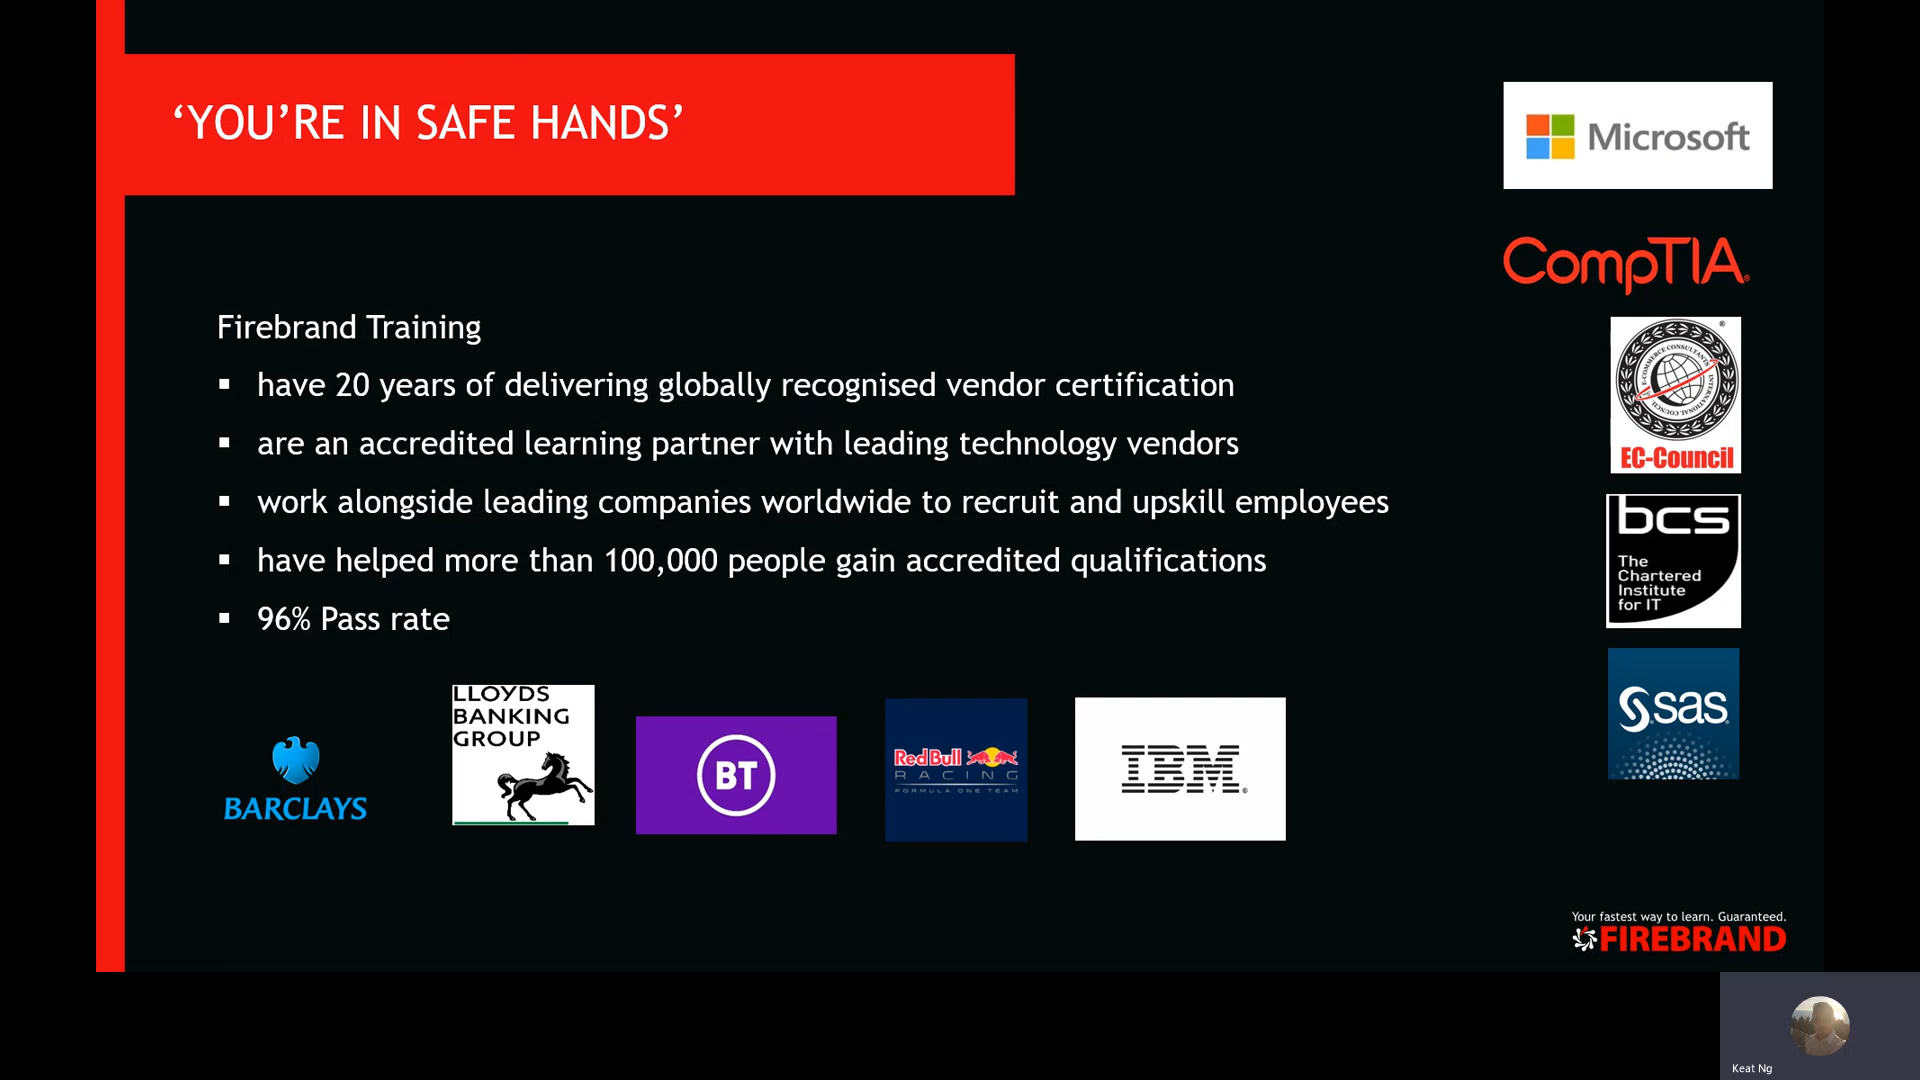 ‘YOU’RE IN SAFE HANDS’
Microsoft
CompTIA®
Firebrand Training
▪ have 20 years of delivering globally recognised vendor certification
▪ are an accredited learning partner with leading technology vendors
▪ work alongside leading companies worldwide to recruit and upskill employees
▪ have helped more than 100,000 people gain accredited qualifications
▪ 96% Pass rate
E-COMMERCE CONSULTANTS
INTERNATIONAL COUNCIL
®
EC-Council
bcs
The
Chartered
Institute
for IT
sas
BARCLAYS
LLOYDS
BANKING
GROUP
BT
Red Bull
RACING
FORMULA ONE TEAM
IBM®
Your fastest way to learn. Guaranteed.
FIREBRAND
Keat Ng